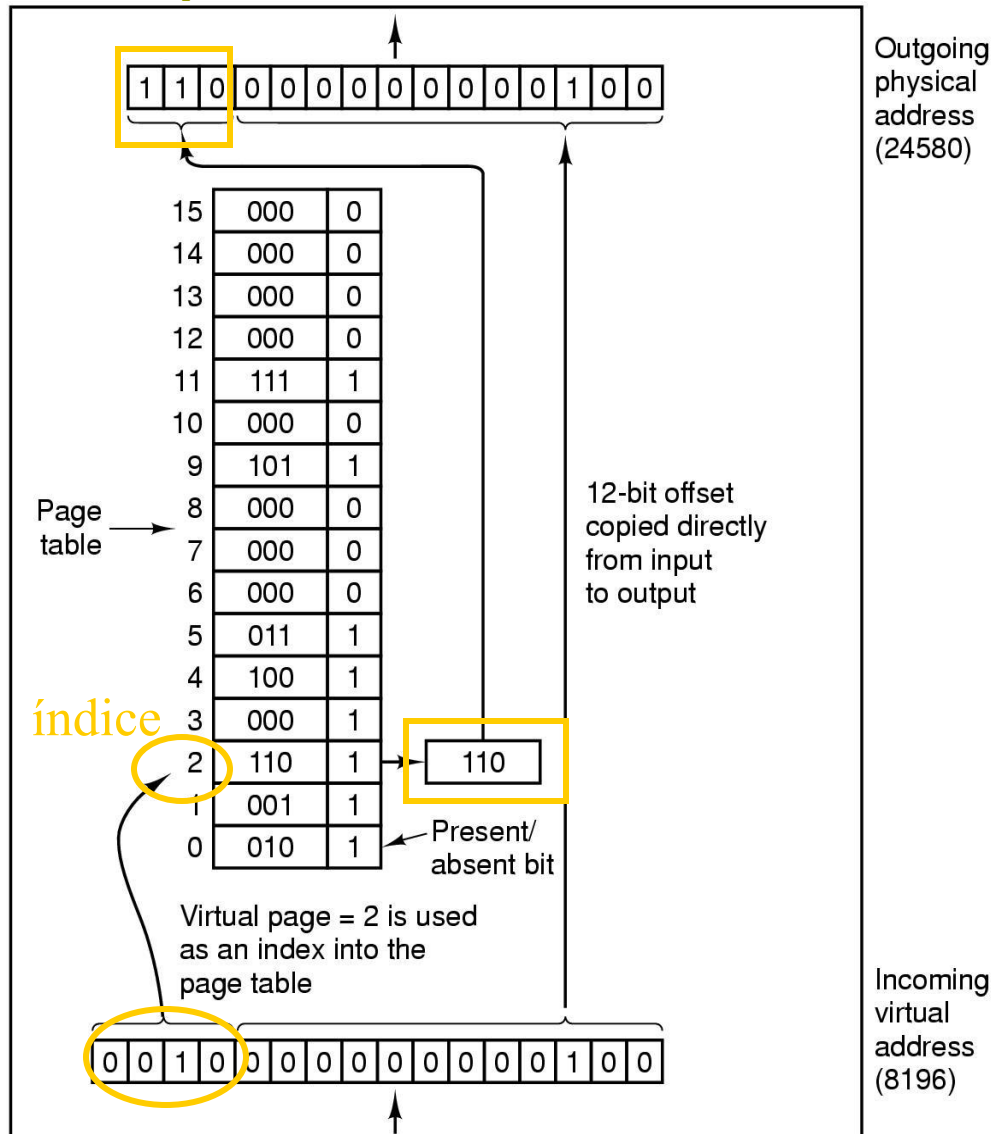 1 1 0 0 0 0 0 0 0 0 0 0 1 0 0
Outgoing
physical
address
(24580)
15 000 0
14 000 0
13 000 0
12 000 0
11 111 1
10 000 0
9 101 1
8 000 0
7 000 0
6 000 0
5 011 1
4 100 1
3 000 1
2 110 1
1 001 1
0 010 1
Page
table
índice
110
12-bit offset
copied directly
from input
to output
Present/
absent bit
Virtual page = 2 is used
as an index into the
page table
0 0 1 0 0 0 0 0 0 0 0 0 0 1 0 0
Incoming
virtual
address
(8196)